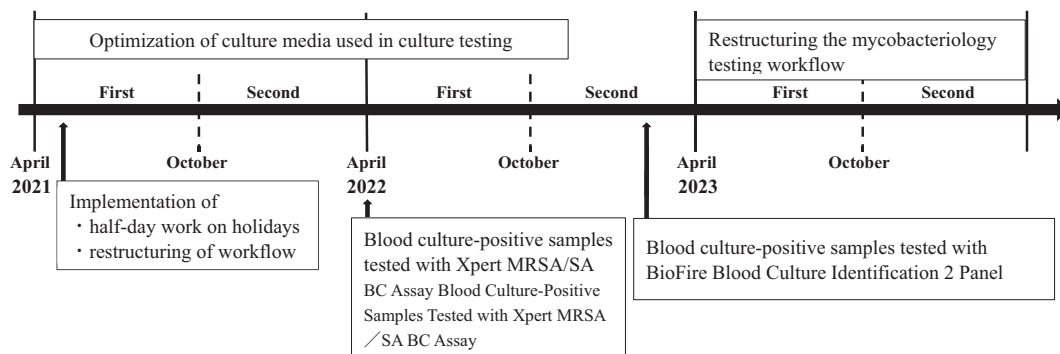 Optimization of culture media used in culture testing
Restructuring the mycobacteriology
testing workflow
First
Second
First
Second
First
Second
April
2021
October
April
2022
October
April
2023
October
Implementation of
・half-day work on holidays
・restructuring of workflow
Blood culture-positive samples
tested with Xpert MRSA/SA
BC Assay Blood Culture-Positive
Samples Tested with Xpert MRSA
／SA BC Assay
Blood culture-positive samples tested with
BioFire Blood Culture Identification 2 Panel